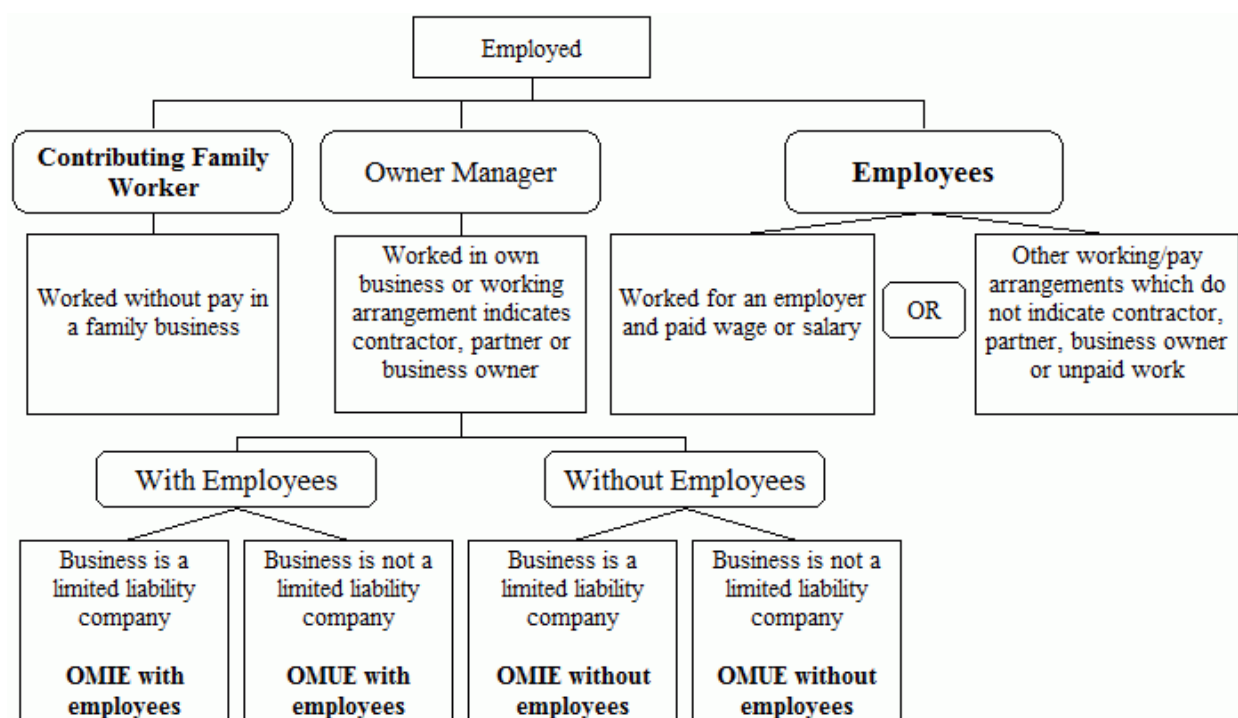 Employed
Contributing Family
Worker
Owner Manager
Employees
Worked without pay in
a family business
Worked in own
business or working
arrangement indicates
contractor, partner or
business owner
Worked for an employer
and paid wage or salary
OR
Other working/pay
arrangements which do
not indicate contractor,
partner, business owner
or unpaid work
With Employees
Without Employees
Business is a
limited liability
company
OMIE with
employees
Business is not a
limited liability
company
OMUE with
employees
Business is a
limited liability
company
OMIE without
employees
Business is not a
limited liability
company
OMUE without
employees